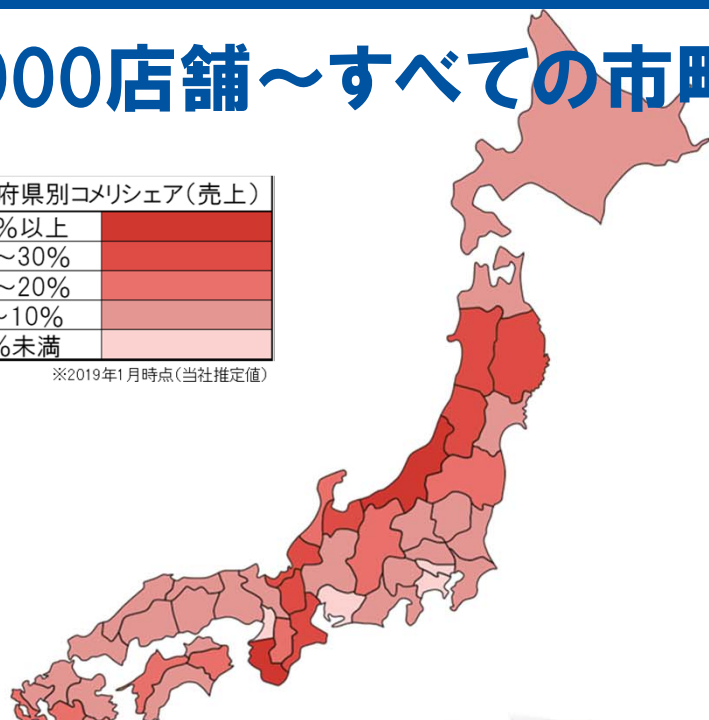 000店舗～すべての市町
府県別コメリシェア（売上）
%以上
～30%
～20%
～10%
%未満
※2019年1月時点（当社推定値）